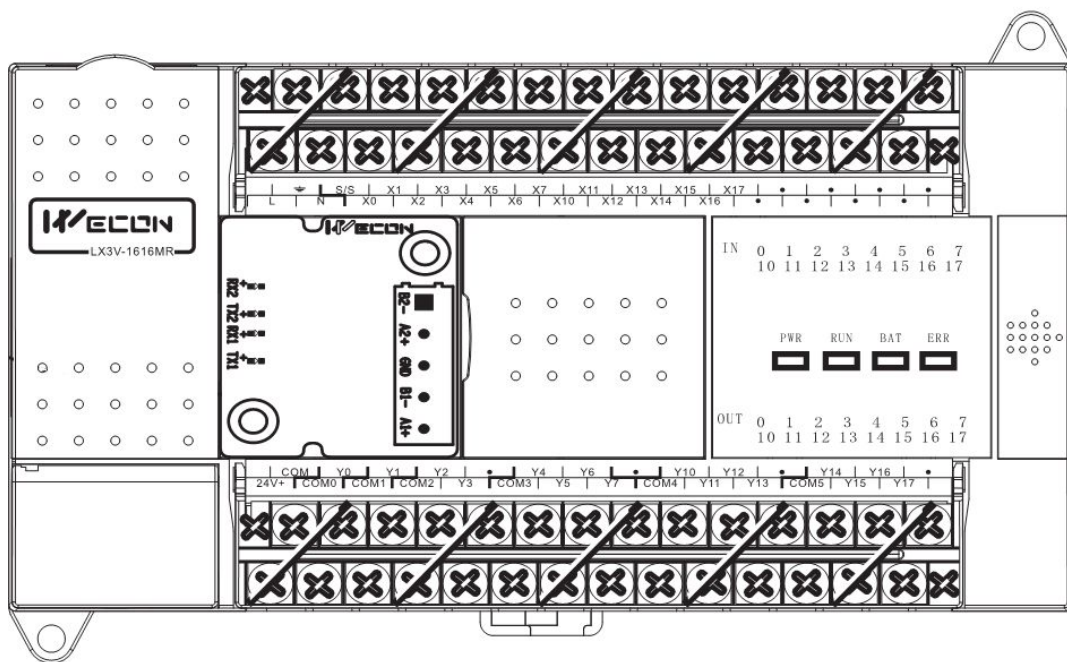 ⏚ S/S X1 X3 X5 X7 X11 X13 X15 X17 • • • •
L N X0 X2 X4 X6 X10 X12 X14 X16 • • • •
WECON
LX3V-1616MR
WECON
RX2
TX2
RX1
TX1
B2-
A2+
GND
B1-
A1+
IN 0 1 2 3 4 5 6 7
10 11 12 13 14 15 16 17
PWR RUN BAT ERR
OUT 0 1 2 3 4 5 6 7
10 11 12 13 14 15 16 17
COM Y0 Y1 Y2 • Y4 Y6 • Y10 Y12 • Y14 Y16 •
24V+ COM0 COM1 COM2 Y3 COM3 Y5 Y7 COM4 Y11 Y13 COM5 Y15 Y17 •